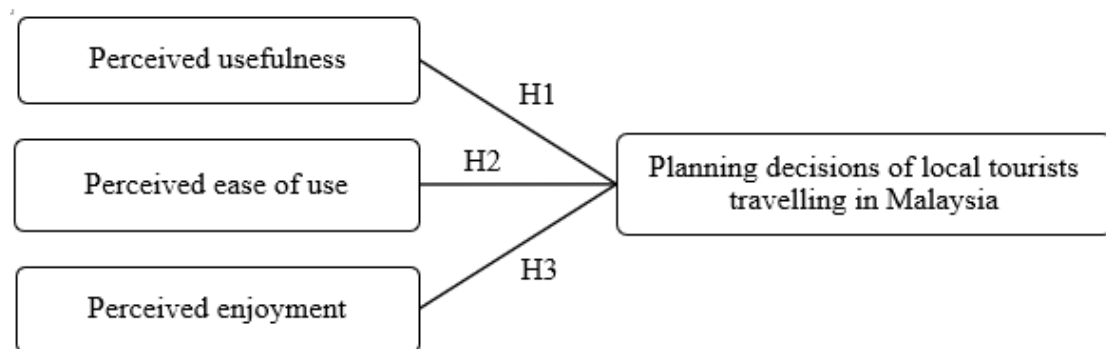 Perceived usefulness
H1
Perceived ease of use
H2
Perceived enjoyment
H3
Planning decisions of local tourists
travelling in Malaysia